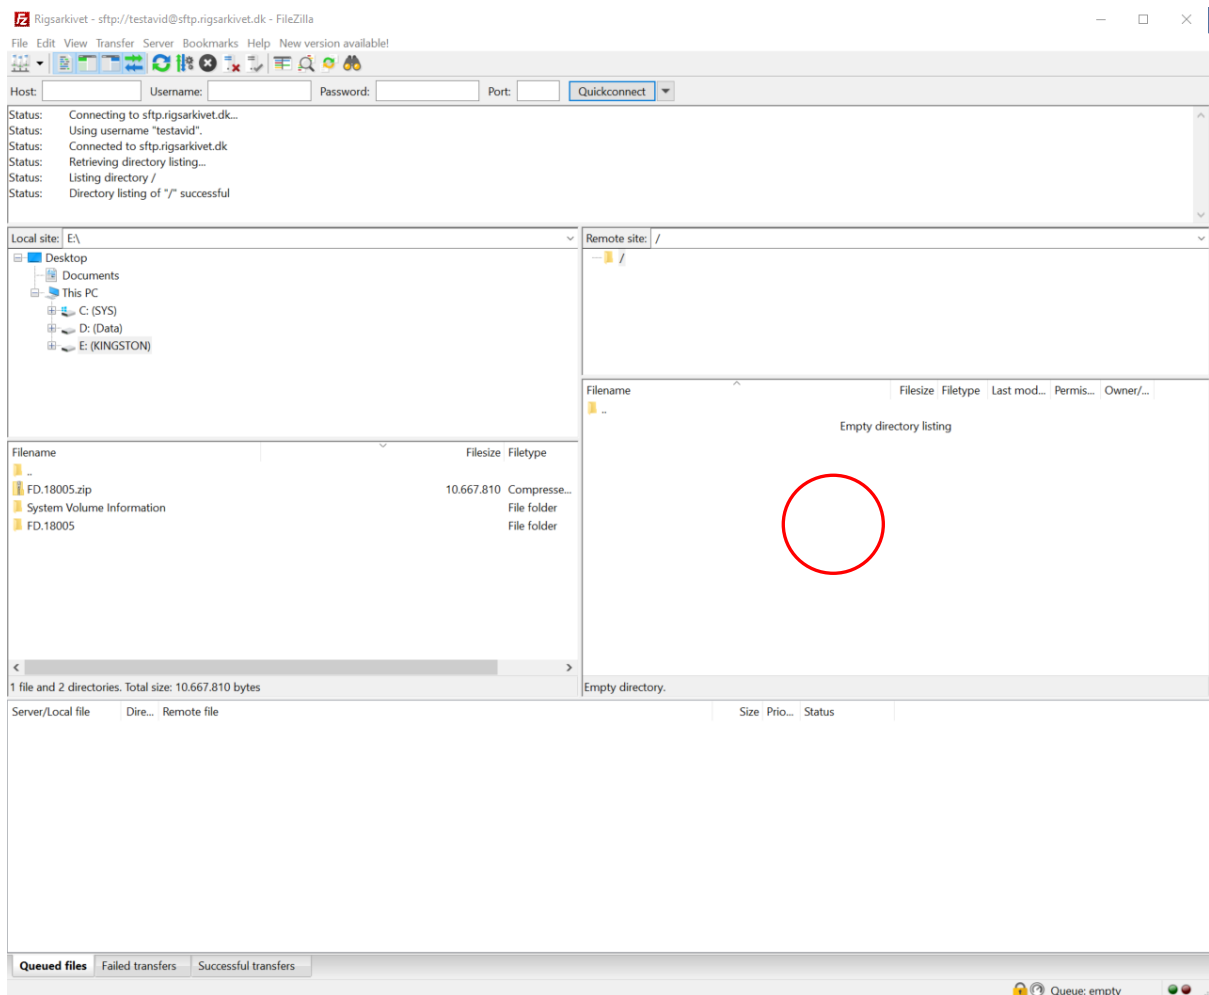 Rigsarkivet - sftp://testavid@sftp.rigsarkivet.dk - FileZilla
File Edit View Transfer Server Bookmarks Help New version available!
Host: Username: Password: Port: Quickconnect
Status: Connecting to sftp.rigsarkivet.dk...
Status: Using username "testavid".
Status: Connected to sftp.rigsarkivet.dk
Status: Retrieving directory listing...
Status: Listing directory /
Status: Directory listing of "/" successful
Local site: E:\
Desktop
Documents
This PC
C: (SYS)
D: (Data)
E: (KINGSTON)
Filename Filesize Filetype
..
FD.18005.zip 10.667.810 Compresse...
System Volume Information File folder
FD.18005 File folder
1 file and 2 directories. Total size: 10.667.810 bytes
Remote site: /
/
Filename Filesize Filetype Last mod... Permis... Owner/...
..
Empty directory listing
Empty directory.
Server/Local file Dire... Remote file Size Prio... Status
Queued files Failed transfers Successful transfers
Queue: empty